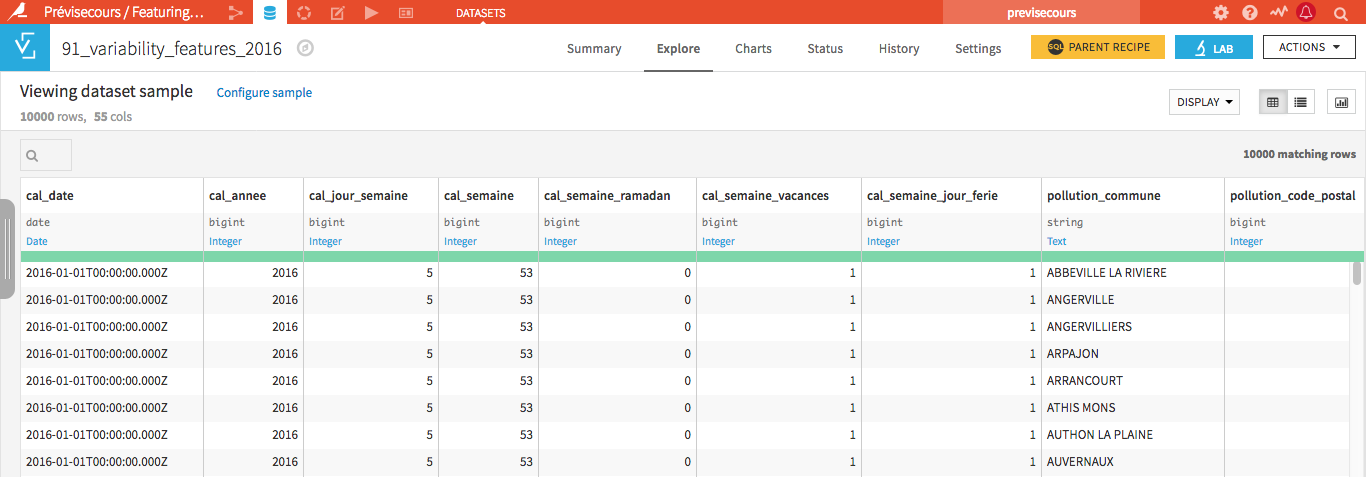 Prévisecours / Featuring... DATASETS prévisecours
91_variability_features_2016 Summary Explore Charts Status History Settings SQL PARENT RECIPE LAB ACTIONS
Viewing dataset sample Configure sample DISPLAY
10000 rows, 55 cols
10000 matching rows
cal_date cal_annee cal_jour_semaine cal_semaine cal_semaine_ramadan cal_semaine_vacances cal_semaine_jour_ferie pollution_commune pollution_code_postal
date bigint bigint bigint bigint bigint bigint string bigint
Date Integer Integer Integer Integer Integer Integer Text Integer
2016-01-01T00:00:00.000Z 2016 5 53 0 1 1 ABBEVILLE LA RIVIERE
2016-01-01T00:00:00.000Z 2016 5 53 0 1 1 ANGERVILLE
2016-01-01T00:00:00.000Z 2016 5 53 0 1 1 ANGERVILLIERS
2016-01-01T00:00:00.000Z 2016 5 53 0 1 1 ARPAJON
2016-01-01T00:00:00.000Z 2016 5 53 0 1 1 ARRANCOURT
2016-01-01T00:00:00.000Z 2016 5 53 0 1 1 ATHIS MONS
2016-01-01T00:00:00.000Z 2016 5 53 0 1 1 AUTHON LA PLAINE
2016-01-01T00:00:00.000Z 2016 5 53 0 1 1 AUVERNAUX